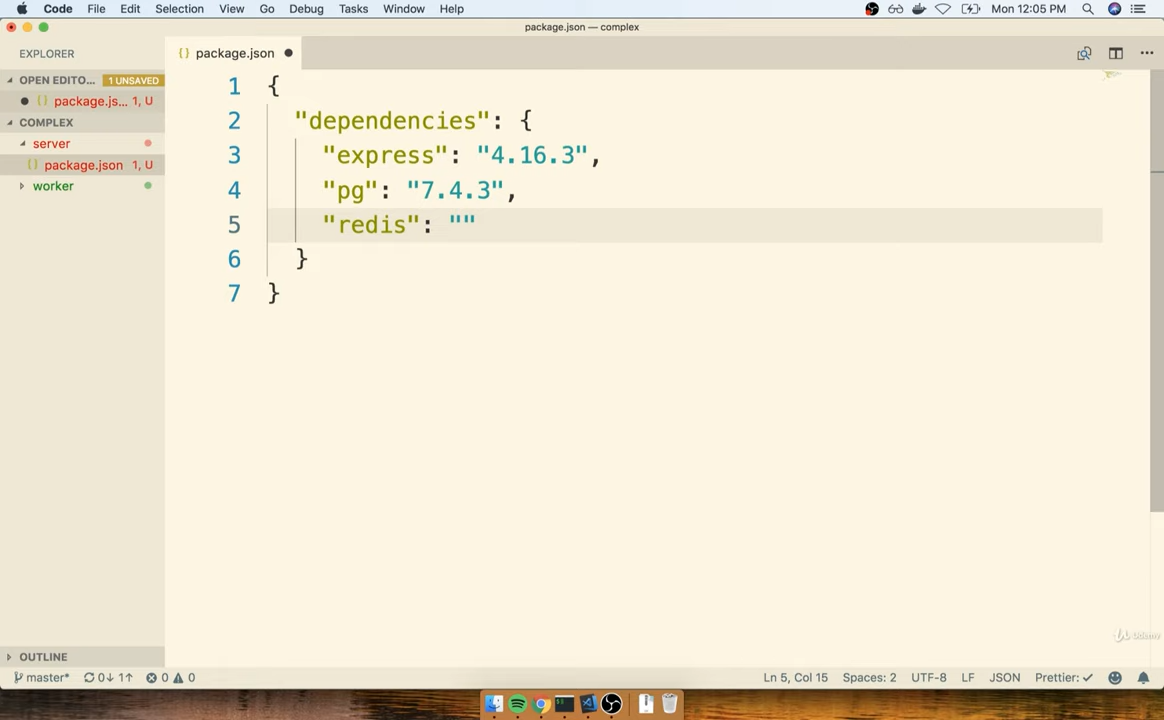 Code File Edit Selection View Go Debug Tasks Window Help Mon 12:05 PM
package.json — complex
EXPLORER
package.json
OPEN EDITO... 1 UNSAVED
package.js... 1, U
COMPLEX
server
package.json 1, U
worker
1 {
2 "dependencies": {
3 "express": "4.16.3",
4 "pg": "7.4.3",
5 "redis": ""
6 }
7 }
Udemy
OUTLINE
master* 0↓ 1↑ 0 0 Ln 5, Col 15 Spaces: 2 UTF-8 LF JSON Prettier: ✓